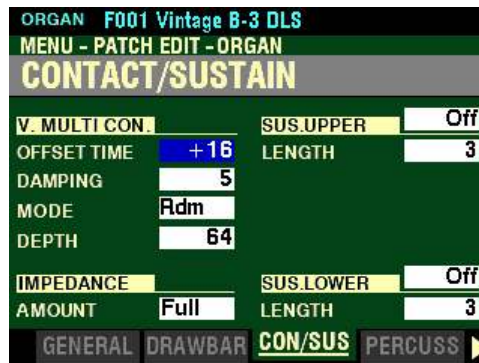 ORGAN F001 Vintage B-3 DLS
MENU - PATCH EDIT - ORGAN
CONTACT/SUSTAIN
V. MULTI CON. SUS.UPPER Off
OFFSET TIME +16 LENGTH 3
DAMPING 5
MODE Rdm
DEPTH 64
IMPEDANCE SUS.LOWER Off
AMOUNT Full LENGTH 3
GENERAL DRAWBAR CON/SUS PERCUSS